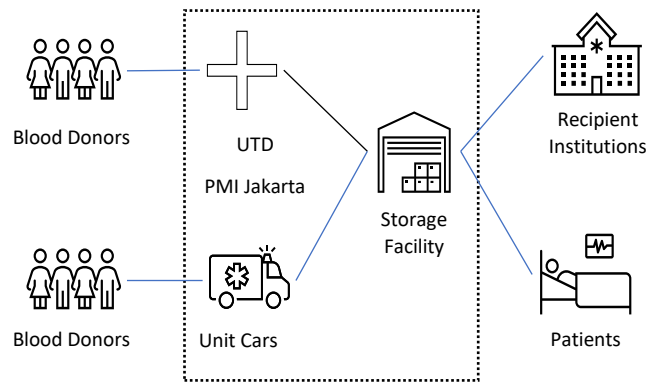 Blood Donors
UTD
PMI Jakarta
Storage
Facility
Recipient
Institutions
Blood Donors
Unit Cars
Patients